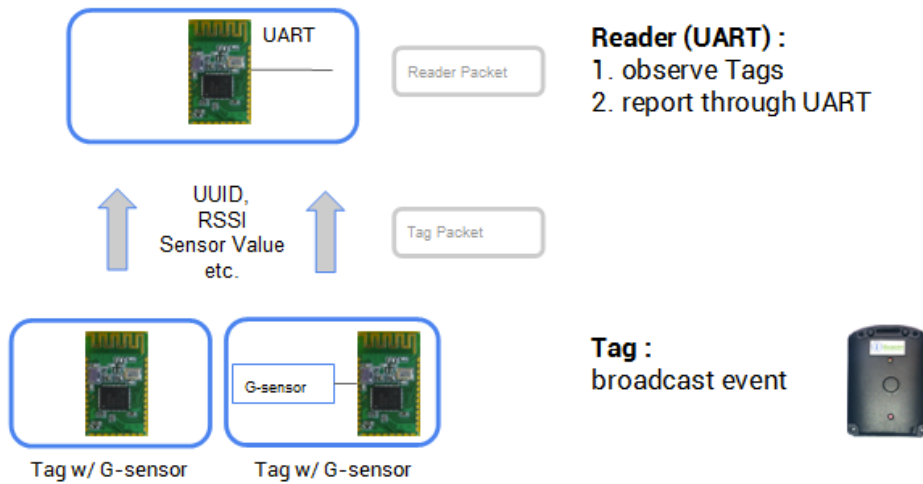 UART
Reader Packet
Reader (UART) :
1. observe Tags
2. report through UART
UUID,
RSSI
Sensor Value
etc.
Tag Packet
G-sensor
Tag :
broadcast event
Tag w/ G-sensor
Tag w/ G-sensor